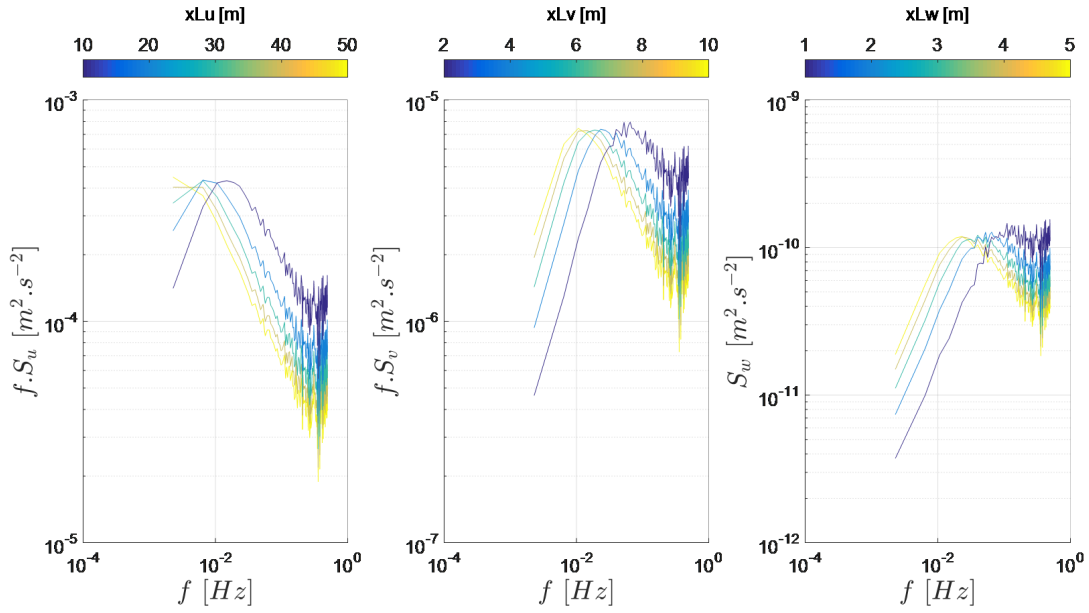 xLu [m]
10 20 30 40 50
xLv [m]
2 4 6 8 10
xLw [m]
1 2 3 4 5
10^-3
10^-4
10^-5
f.S_u [m^2.s^-2]
10^-4 10^-2 10^0
f [Hz]
10^-5
10^-6
10^-7
f.S_v [m^2.s^-2]
10^-4 10^-2 10^0
f [Hz]
10^-9
10^-10
10^-11
10^-12
S_w [m^2.s^-2]
10^-4 10^-2 10^0
f [Hz]